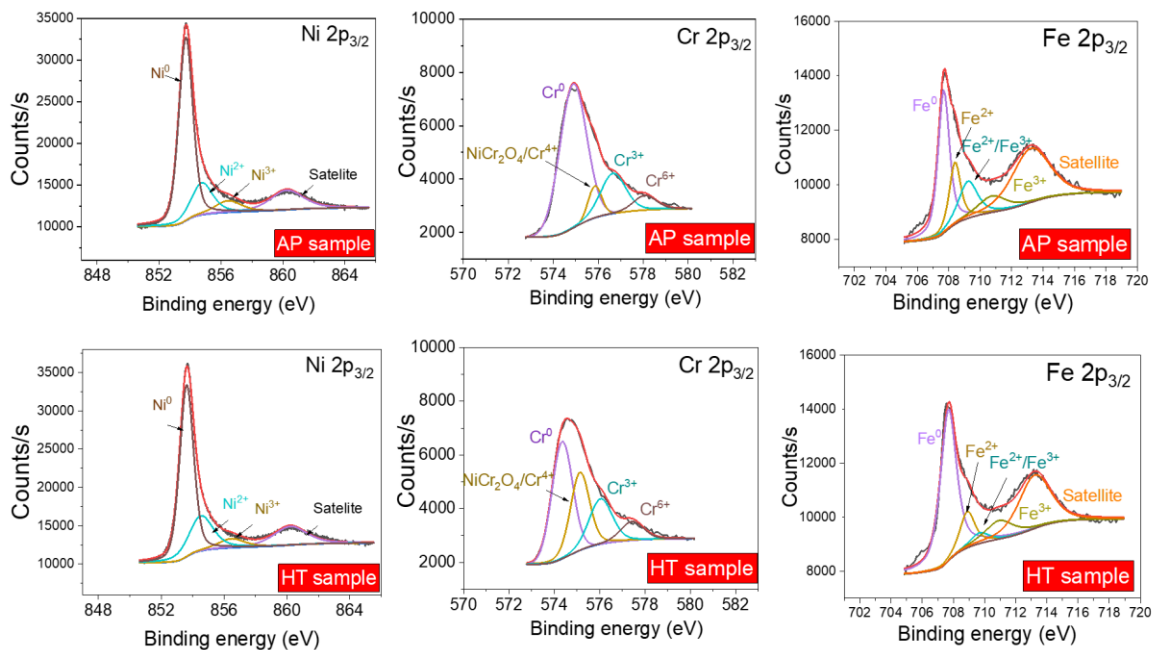 Ni 2p3/2
Counts/s
35000
30000
25000
20000
15000
10000
Ni⁰
Ni²⁺
Ni³⁺
Satelite
AP sample
848 852 856 860 864
Binding energy (eV)
Cr 2p3/2
Counts/s
10000
8000
6000
4000
2000
Cr⁰
NiCr₂O₄/Cr⁴⁺
Cr³⁺
Cr⁶⁺
AP sample
570 572 574 576 578 580 582
Binding energy (eV)
Fe 2p3/2
Counts/s
16000
14000
12000
10000
8000
Fe⁰
Fe²⁺
Fe²⁺/Fe³⁺
Satellite
Fe³⁺
AP sample
702 704 706 708 710 712 714 716 718 720
Binding energy (eV)
Ni 2p3/2
Counts/s
35000
30000
25000
20000
15000
10000
Ni⁰
Ni²⁺
Ni³⁺
Satellite
HT sample
848 852 856 860 864
Binding energy (eV)
Cr 2p3/2
Counts/s
10000
8000
6000
4000
2000
Cr⁰
NiCr₂O₄/Cr⁴⁺
Cr³⁺
Cr⁶⁺
HT sample
570 572 574 576 578 580 582
Binding energy (eV)
Fe 2p3/2
Counts/s
16000
14000
12000
10000
8000
Fe⁰
Fe²⁺
Fe²⁺/Fe³⁺
Satellite
Fe³⁺
HT sample
702 704 706 708 710 712 714 716 718 720
Binding energy (eV)